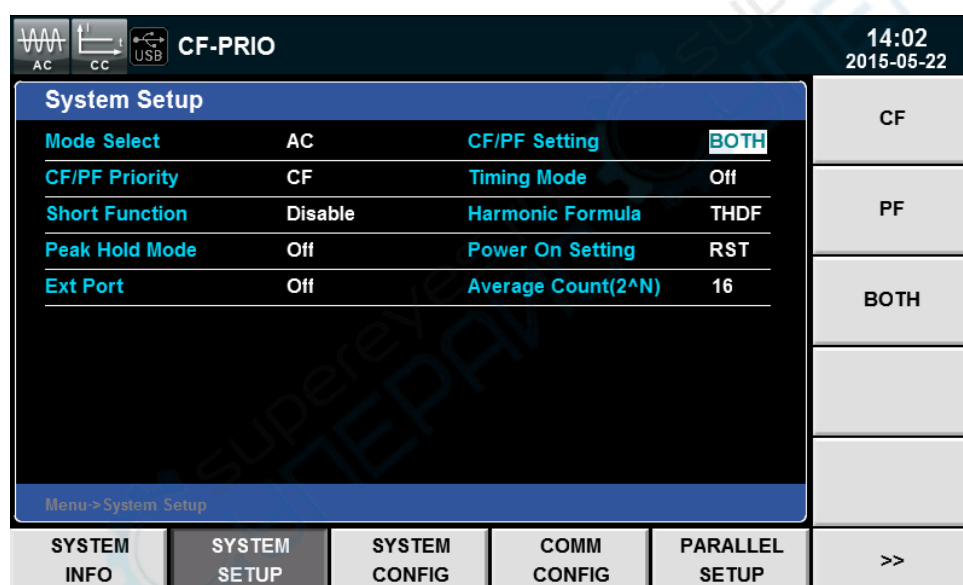 AC
t
CC
USB
CF-PRIO
14:02
2015-05-22
System Setup
Mode Select AC CF/PF Setting BOTH
CF/PF Priority CF Timing Mode Off
Short Function Disable Harmonic Formula THDF
Peak Hold Mode Off Power On Setting RST
Ext Port Off Average Count(2^N) 16
Menu->System Setup
CF
PF
BOTH
SYSTEM INFO
SYSTEM SETUP
SYSTEM CONFIG
COMM CONFIG
PARALLEL SETUP
>>
supereyes
СУПЕРАЙС